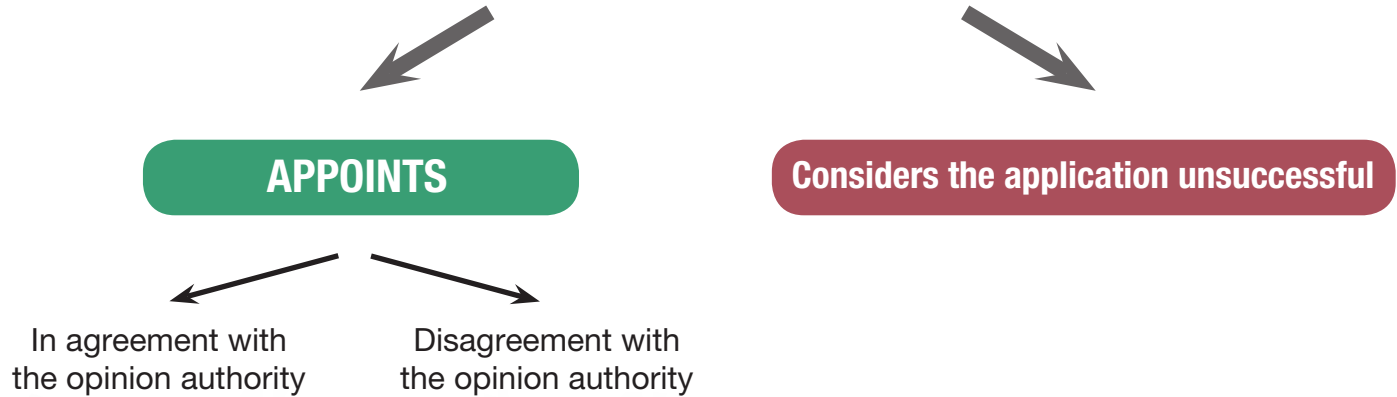 APPOINTS
Considers the application unsuccessful
In agreement with
the opinion authority
Disagreement with
the opinion authority